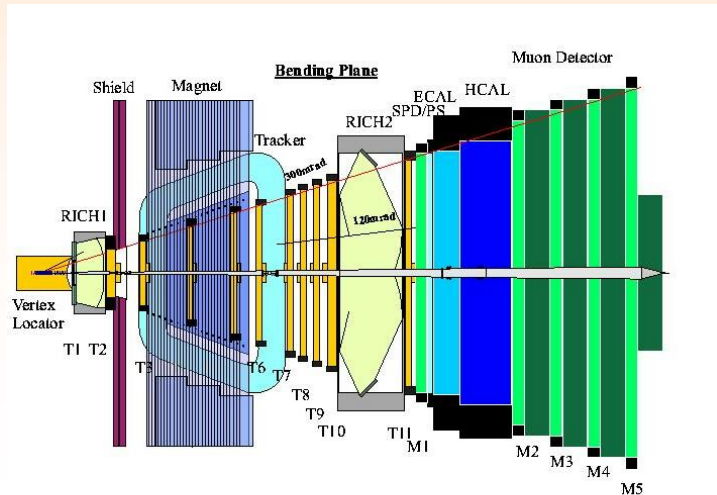 Bending Plane
Muon Detector
Shield
Magnet
ECAL
HCAL
SPD/PS
Tracker
RICH2
300mrad
RICH1
120mrad
Vertex
Locator
T1
T2
T3
T6
T7
T8
T9
T10
T11
M1
M2
M3
M4
M5